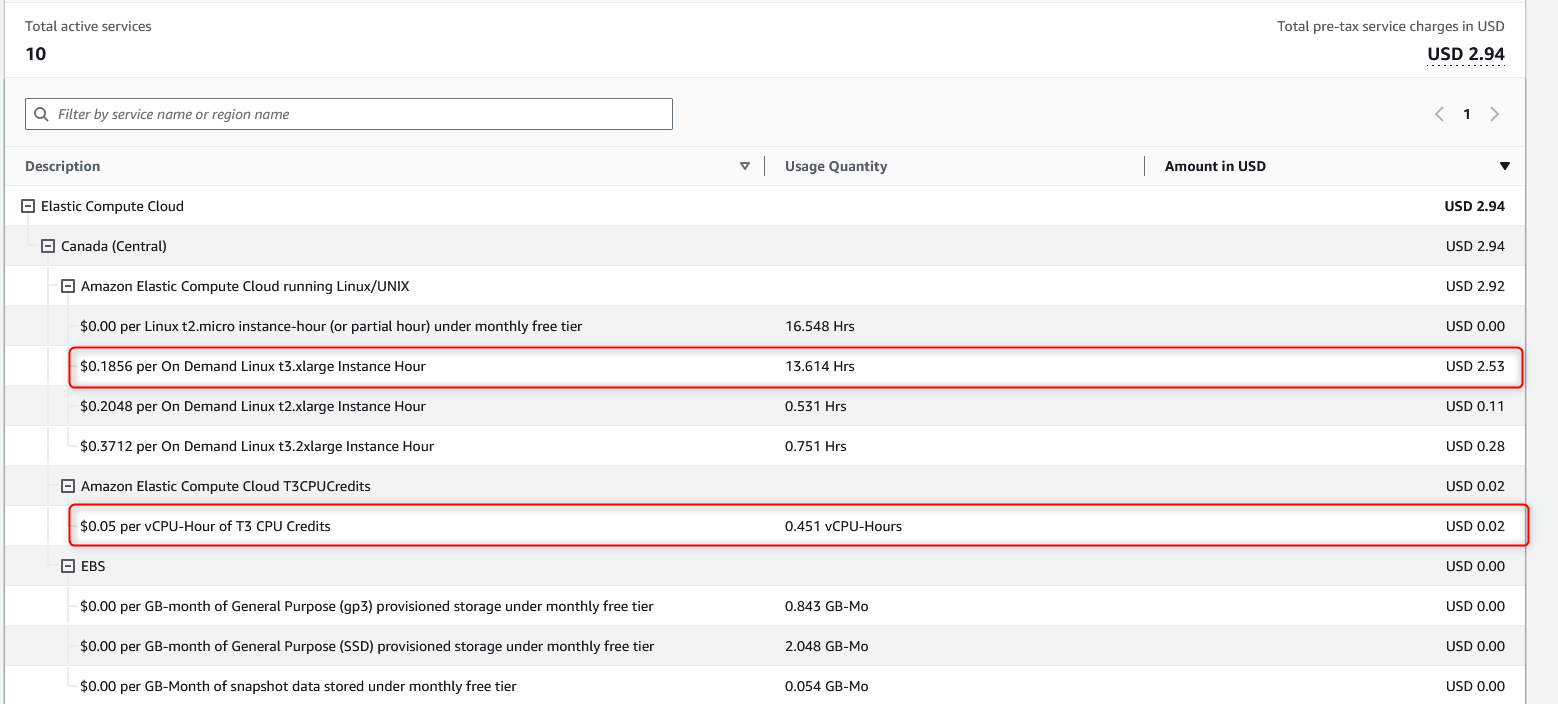 Total active services Total pre-tax service charges in USD
10 USD 2.94
Filter by service name or region name 1
Description Usage Quantity Amount in USD
Elastic Compute Cloud USD 2.94
Canada (Central) USD 2.94
Amazon Elastic Compute Cloud running Linux/UNIX USD 2.92
$0.00 per Linux t2.micro instance-hour (or partial hour) under monthly free tier 16.548 Hrs USD 0.00
$0.1856 per On Demand Linux t3.xlarge Instance Hour 13.614 Hrs USD 2.53
$0.2048 per On Demand Linux t2.xlarge Instance Hour 0.531 Hrs USD 0.11
$0.3712 per On Demand Linux t3.2xlarge Instance Hour 0.751 Hrs USD 0.28
Amazon Elastic Compute Cloud T3CPUCredits USD 0.02
$0.05 per vCPU-Hour of T3 CPU Credits 0.451 vCPU-Hours USD 0.02
EBS USD 0.00
$0.00 per GB-month of General Purpose (gp3) provisioned storage under monthly free tier 0.843 GB-Mo USD 0.00
$0.00 per GB-month of General Purpose (SSD) provisioned storage under monthly free tier 2.048 GB-Mo USD 0.00
$0.00 per GB-Month of snapshot data stored under monthly free tier 0.054 GB-Mo USD 0.00